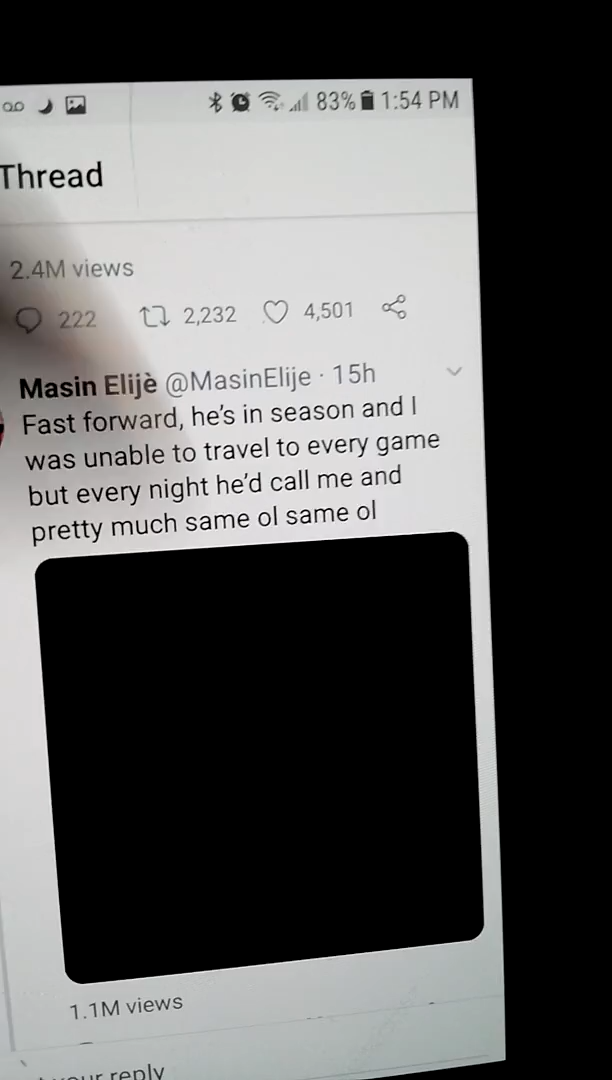 83% 1:54 PM
Thread
2.4M views
222 2,232 4,501
Masin Elijè @MasinElije · 15h
Fast forward, he's in season and I
was unable to travel to every game
but every night he'd call me and
pretty much same ol same ol
1.1M views
your reply